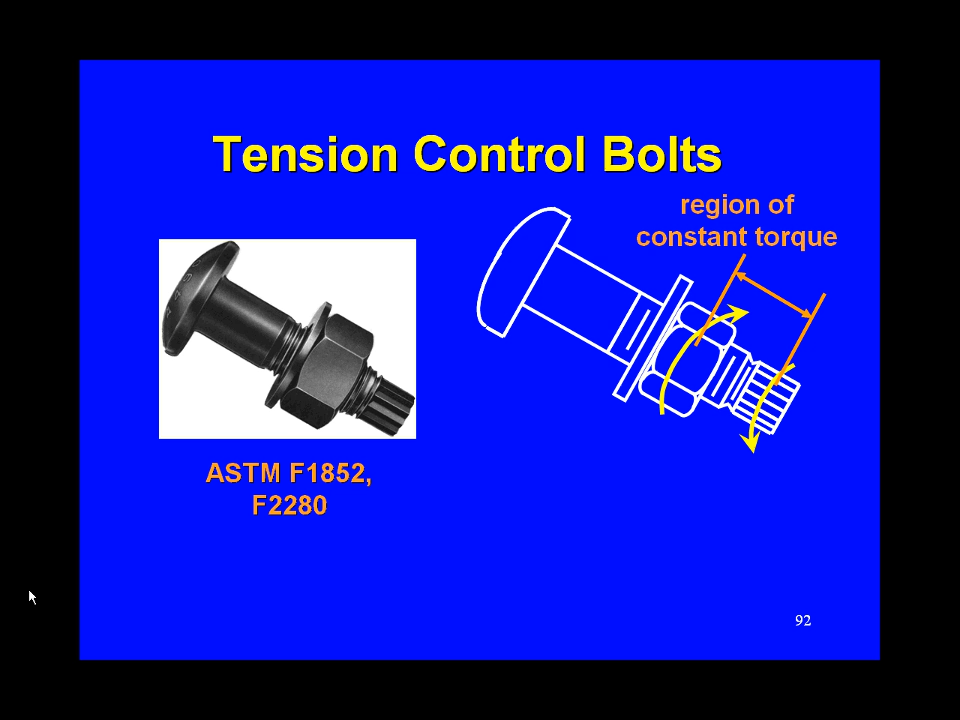 Tension Control Bolts
region of
constant torque
ASTM F1852,
F2280
92